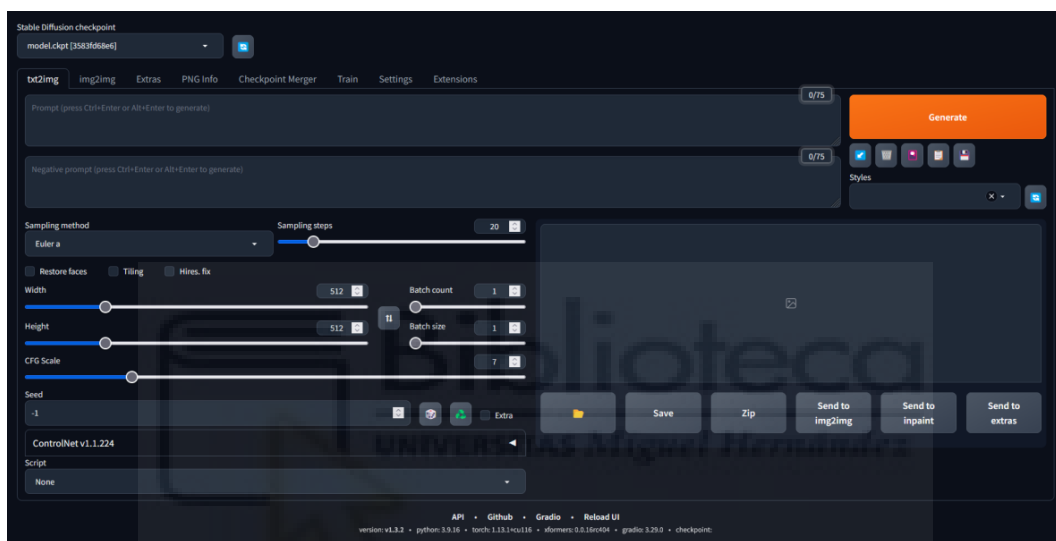 Stable Diffusion checkpoint
model.ckpt [3583fd68e6]
txt2img img2img Extras PNG Info Checkpoint Merger Train Settings Extensions
Prompt (press Ctrl+Enter or Alt+Enter to generate)
0/75
Generate
Negative prompt (press Ctrl+Enter or Alt+Enter to generate)
0/75
Styles
Sampling method
Euler a
Sampling steps
20
Restore faces Tiling Hires. fix
Width
512
Batch count
1
Height
512
Batch size
1
CFG Scale
7
Seed
-1
Extra
ControlNet v1.1.224
Script
None
Save
Zip
Send to
img2img
Send to
inpaint
Send to
extras
Biblioteca
UNIVERSITAS Miguel Hernández
API • Github • Gradio • Reload UI
version: v1.3.2 • python: 3.9.16 • torch: 1.13.1+cu116 • xformers: 0.0.16rc404 • gradio: 3.29.0 • checkpoint: